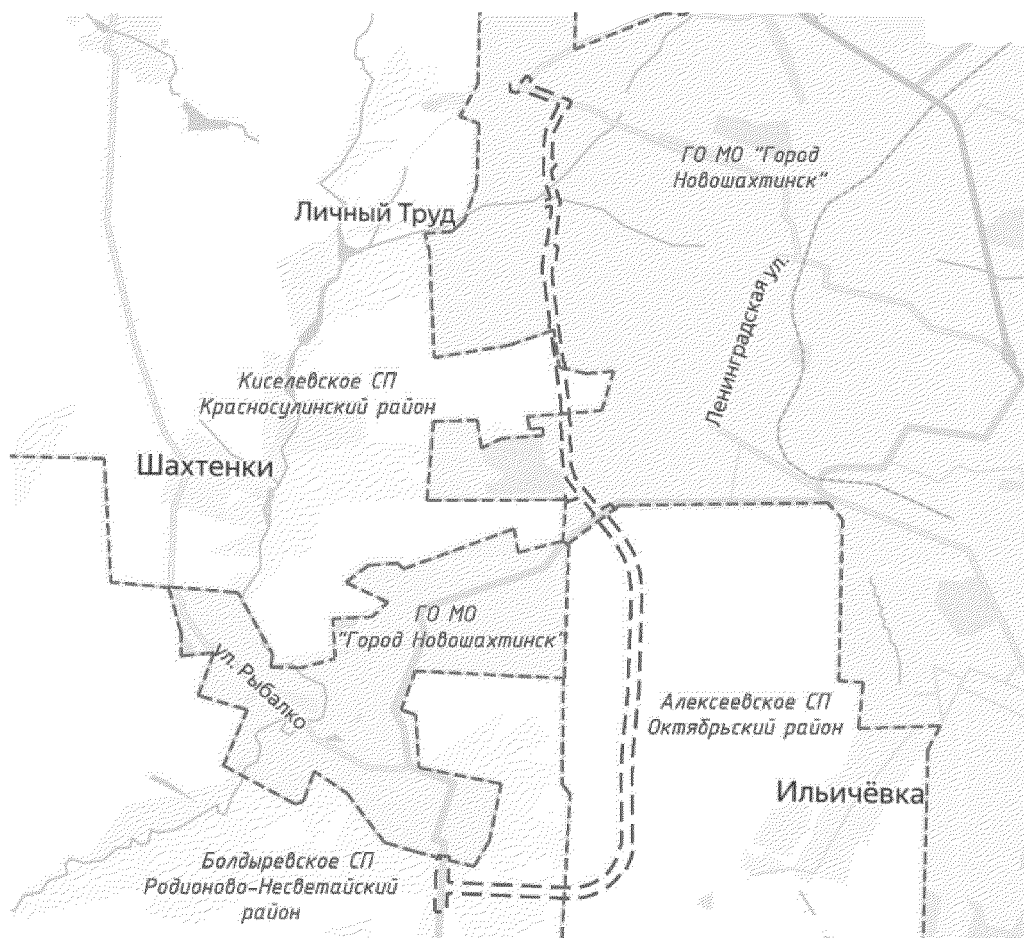 ГО МО "Город
Новошахтинск"
Личный Труд
Ленинградская ул.
Киселевское СП
Красносулинский район
Шахтенки
ГО МО
"Город Новошахтинск"
ул. Рыбалко
Алексеевское СП
Октябрьский район
Ильичёвка
Болдыревское СП
Родионово-Несветайский
район